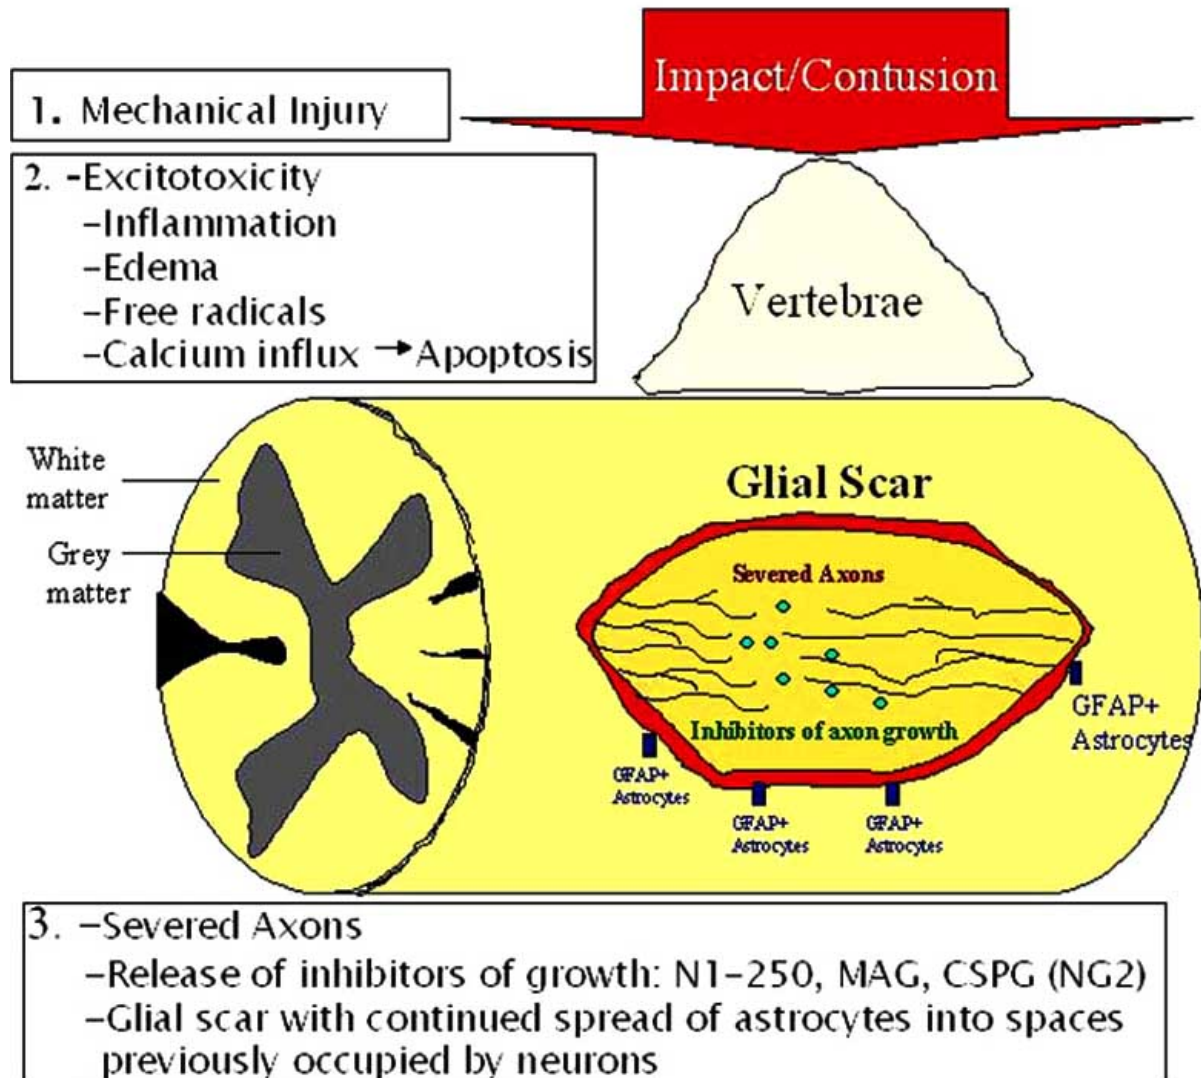 Impact/Contusion
1. Mechanical Injury
2. -Excitotoxicity
-Inflammation
-Edema
-Free radicals
-Calcium influx →Apoptosis
Vertebrae
White
matter
Grey
matter
Glial Scar
Severed Axons
Inhibitors of axon growth
GFAP+
Astrocytes
GFAP+
Astrocytes
GFAP+
Astrocytes
GFAP+
Astrocytes
3. -Severed Axons
-Release of inhibitors of growth: N1-250, MAG, CSPG (NG2)
-Glial scar with continued spread of astrocytes into spaces
previously occupied by neurons